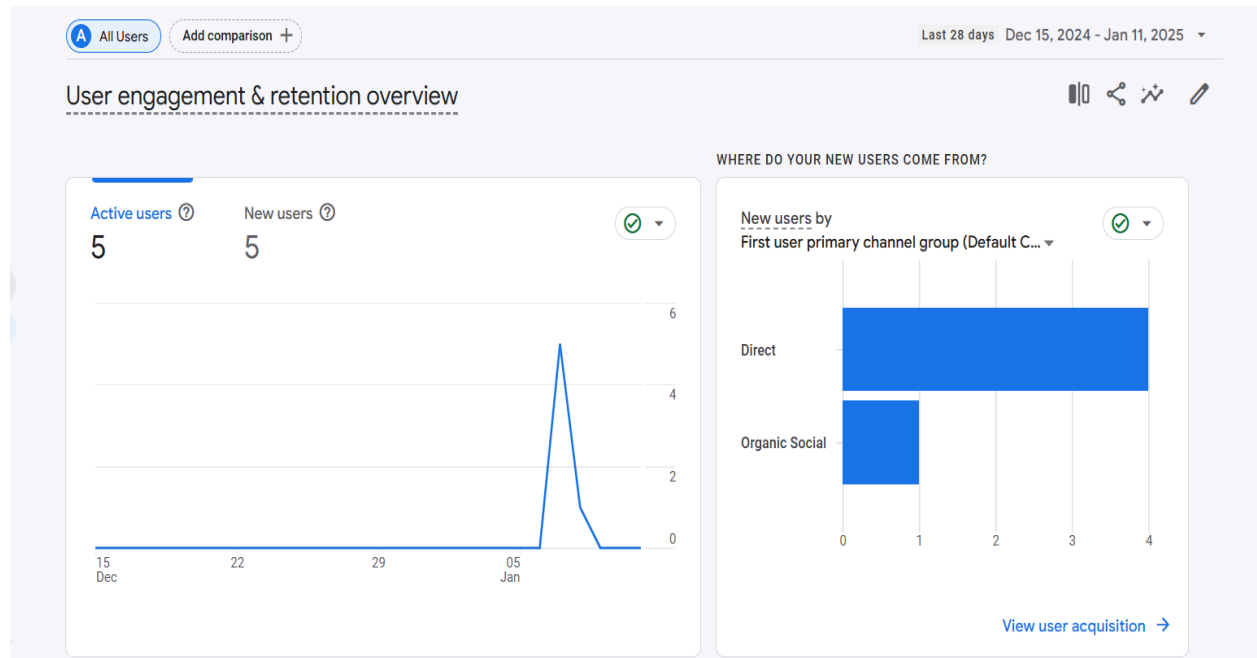 A All Users Add comparison + Last 28 days Dec 15, 2024 - Jan 11, 2025
User engagement & retention overview
WHERE DO YOUR NEW USERS COME FROM?
Active users
5
New users
5
6
4
2
0
15
Dec
22
29
05
Jan
New users by
First user primary channel group (Default C...
Direct
Organic Social
0 1 2 3 4
View user acquisition